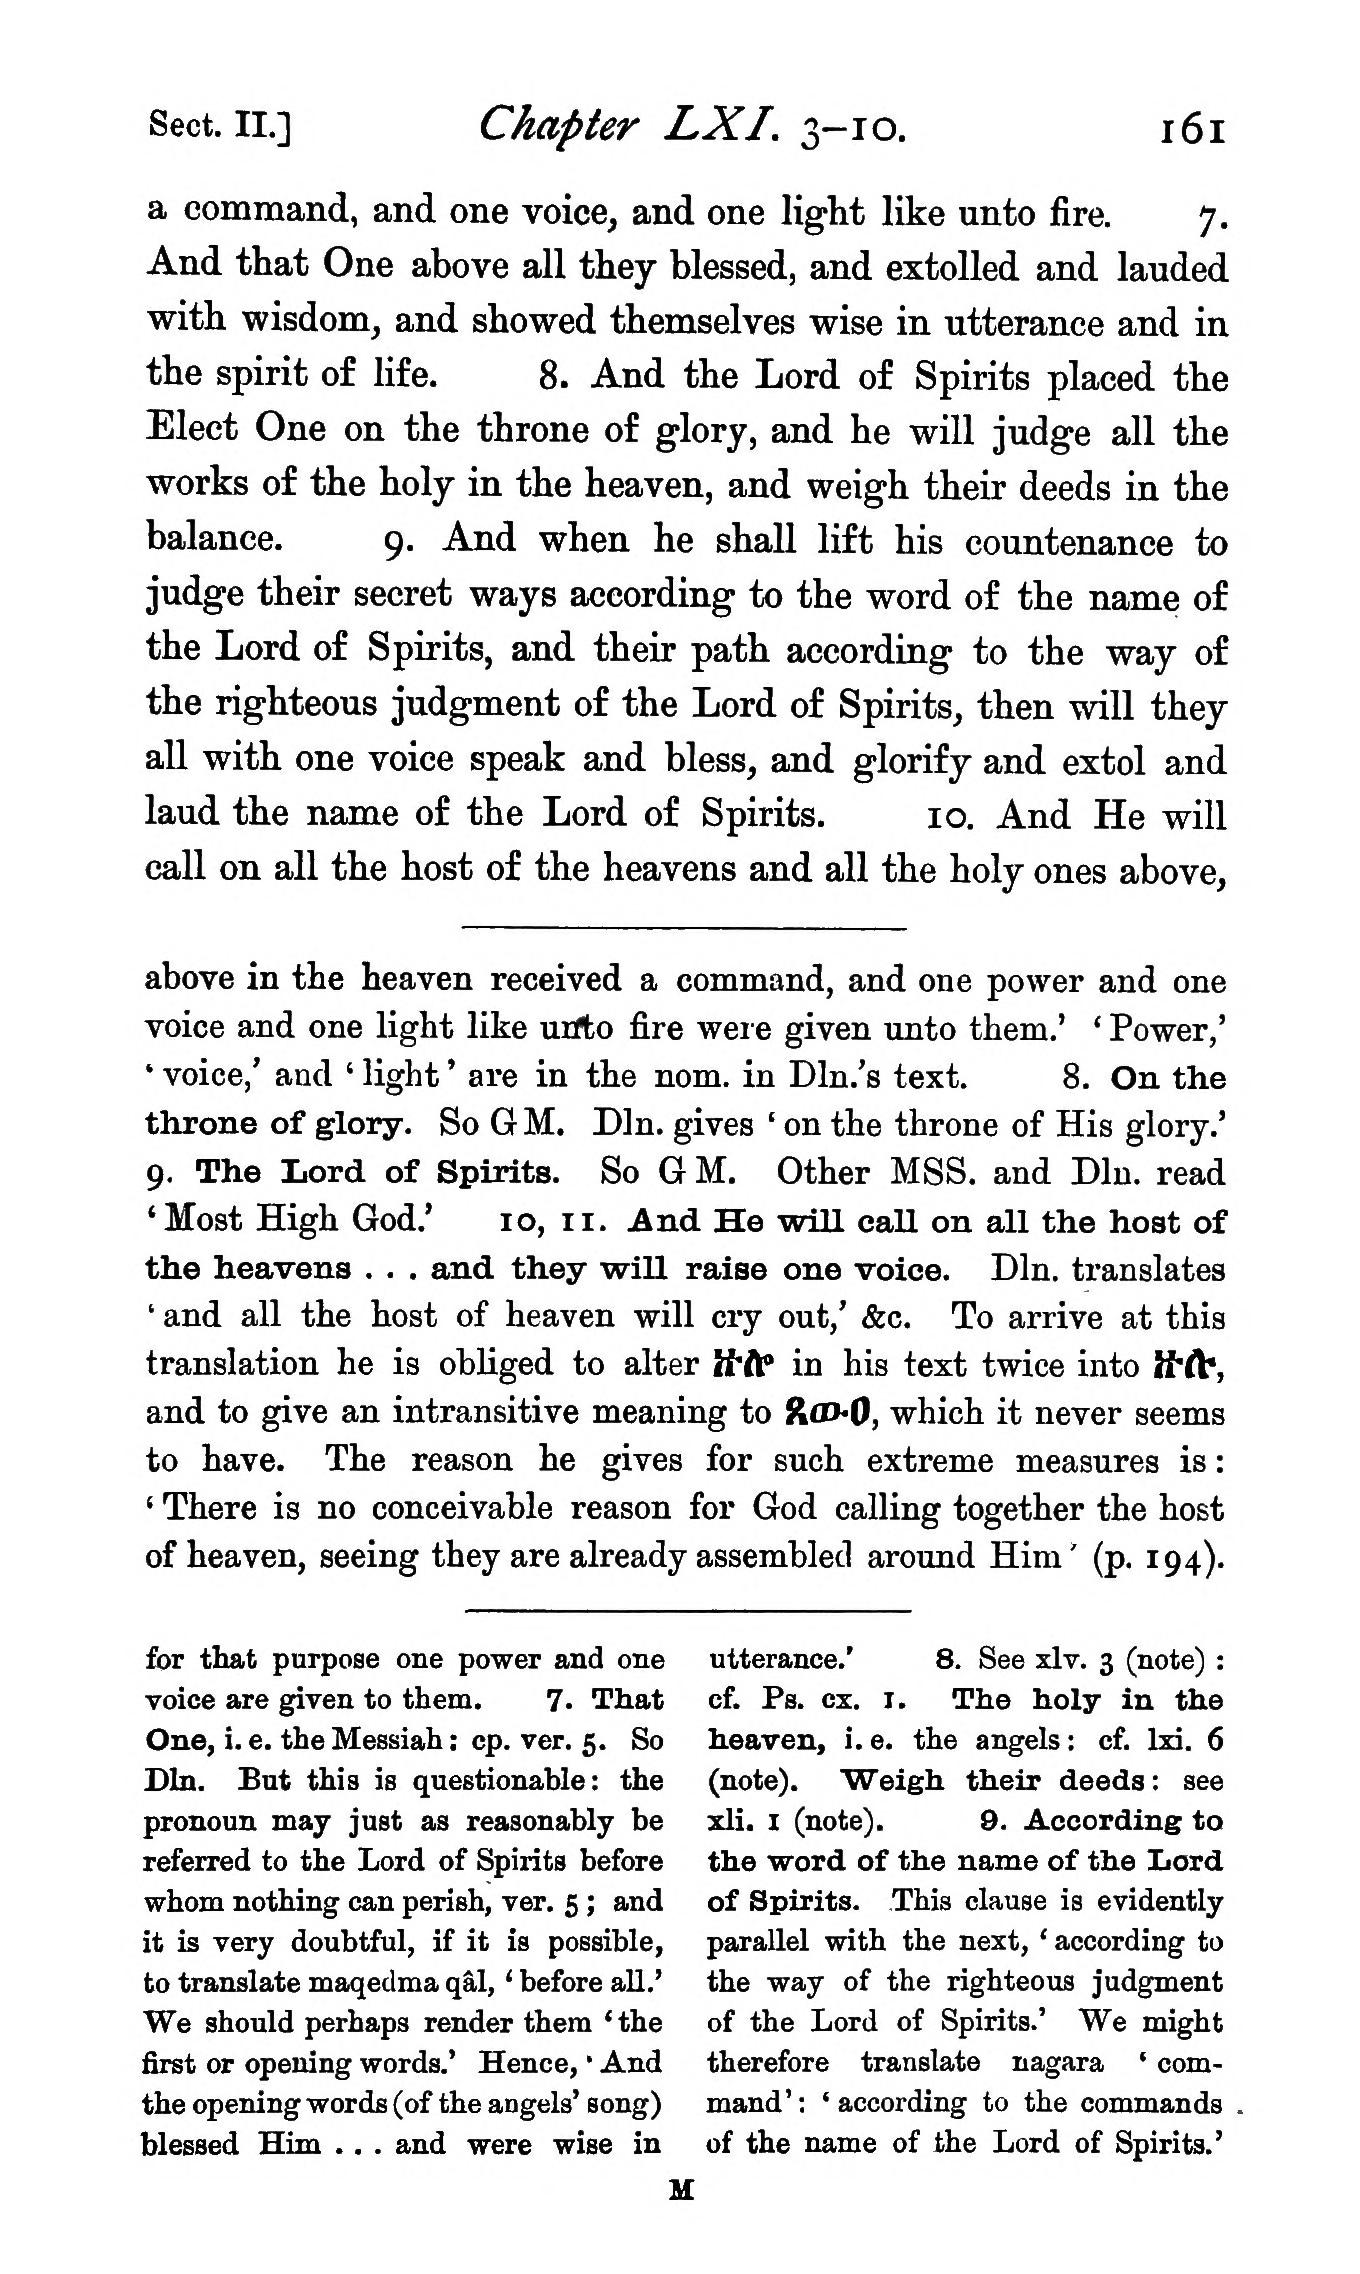 Sect. II.] Chapter LXI. 3–10. 161
a command, and one voice, and one light like unto fire. 7.
And that One above all they blessed, and extolled and lauded
with wisdom, and showed themselves wise in utterance and in
the spirit of life. 8. And the Lord of Spirits placed the
Elect One on the throne of glory, and he will judge all the
works of the holy in the heaven, and weigh their deeds in the
balance. 9. And when he shall lift his countenance to
judge their secret ways according to the word of the name of
the Lord of Spirits, and their path according to the way of
the righteous judgment of the Lord of Spirits, then will they
all with one voice speak and bless, and glorify and extol and
laud the name of the Lord of Spirits. 10. And He will
call on all the host of the heavens and all the holy ones above,
above in the heaven received a command, and one power and one
voice and one light like unto fire were given unto them.’ ‘Power,’
‘voice,’ and ‘light’ are in the nom. in Dln.’s text. 8. On the
throne of glory. So G M. Dln. gives ‘on the throne of His glory.’
9. The Lord of Spirits. So G M. Other MSS. and Dln. read
‘Most High God.’ 10, 11. And He will call on all the host of
the heavens . . . and they will raise one voice. Dln. translates
‘and all the host of heaven will cry out,’ &c. To arrive at this
translation he is obliged to alter ኵሎ in his text twice into ኵሉ,
and to give an intransitive meaning to ጸውዐ, which it never seems
to have. The reason he gives for such extreme measures is:
‘There is no conceivable reason for God calling together the host
of heaven, seeing they are already assembled around Him’ (p. 194).
for that purpose one power and one
voice are given to them. 7. That
One, i. e. the Messiah: cp. ver. 5. So
Dln. But this is questionable: the
pronoun may just as reasonably be
referred to the Lord of Spirits before
whom nothing can perish, ver. 5; and
it is very doubtful, if it is possible,
to translate maqedma qâl, ‘before all.’
We should perhaps render them ‘the
first or opening words.’ Hence, ‘And
the opening words (of the angels’ song)
blessed Him . . . and were wise in
utterance.’ 8. See xlv. 3 (note):
cf. Ps. cx. 1. The holy in the
heaven, i. e. the angels: cf. lxi. 6
(note). Weigh their deeds: see
xli. 1 (note). 9. According to
the word of the name of the Lord
of Spirits. This clause is evidently
parallel with the next, ‘according to
the way of the righteous judgment
of the Lord of Spirits.’ We might
therefore translate nagara ‘com-
mand’: ‘according to the commands
of the name of the Lord of Spirits.’
M